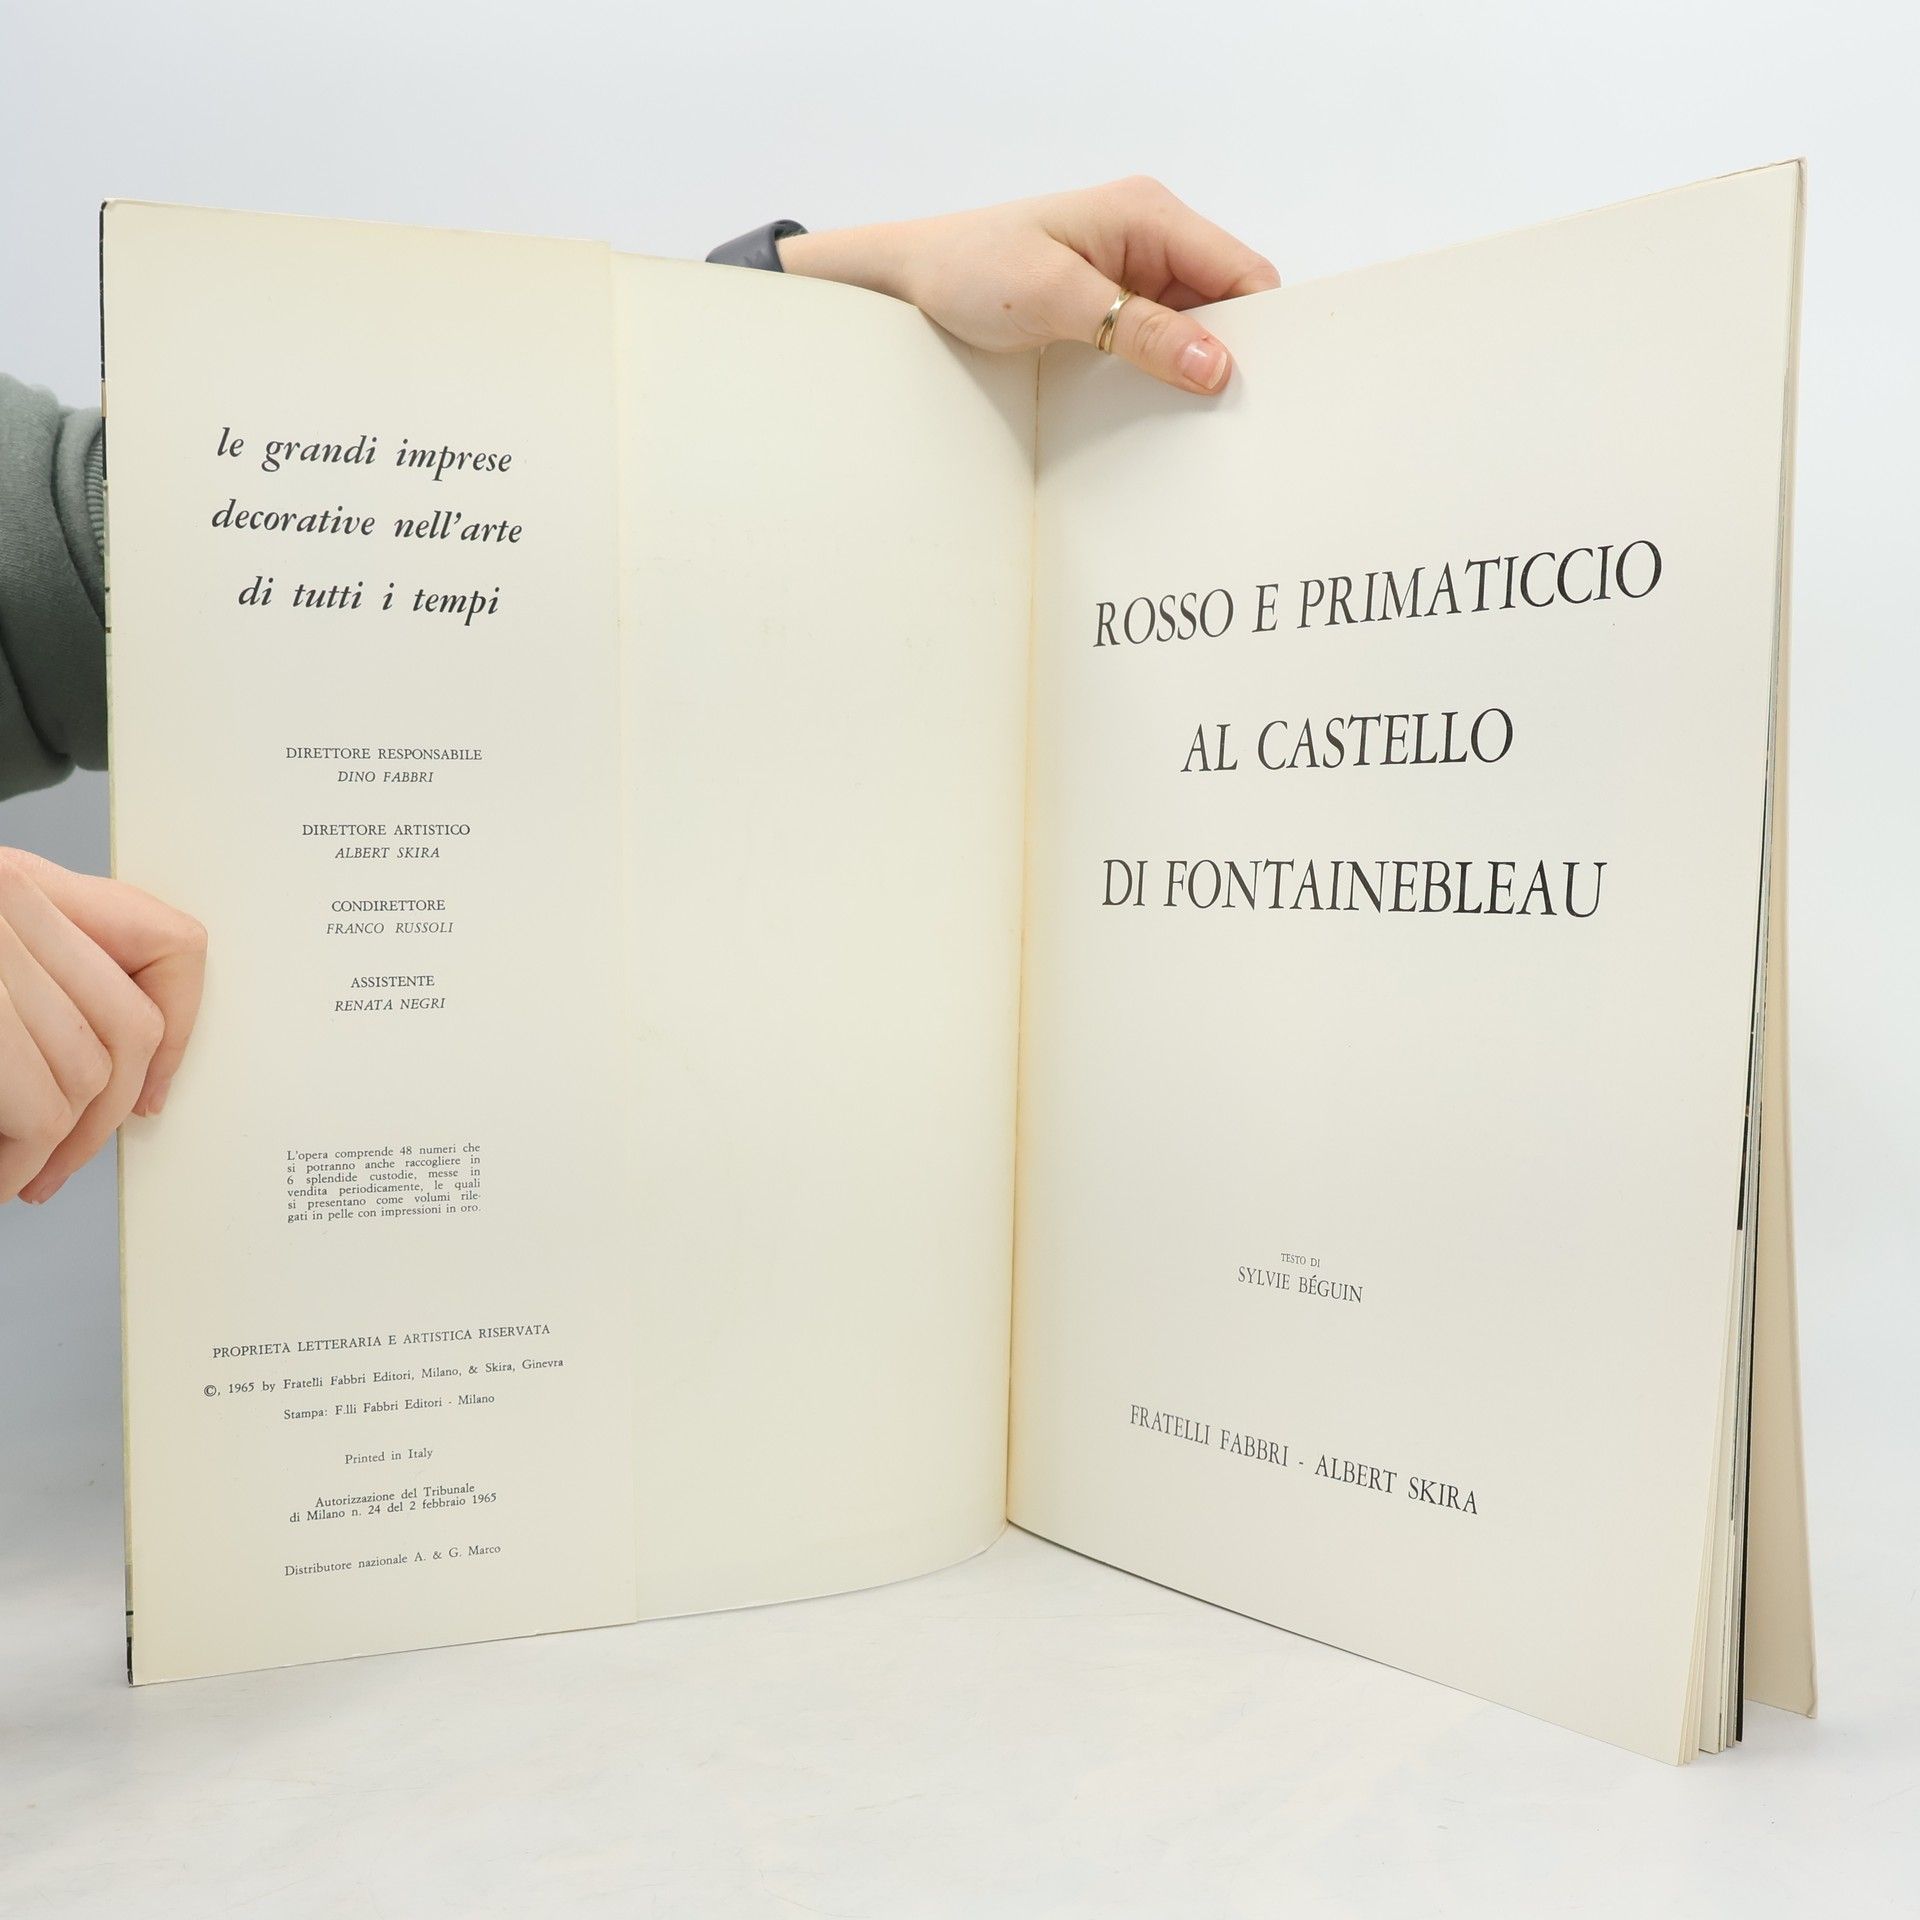 le grandi imprese
decorative nell'arte
di tutti i tempi
DIRETTORE RESPONSABILE
DINO FABBRI
DIRETTORE ARTISTICO
ALBERT SKIRA
CONDIRETTORE
FRANCO RUSSOLI
ASSISTENTE
RENATA NEGRI
L'opera comprende 48 numeri che
si potranno anche raccogliere in
6 splendide custodie, messe in
vendita periodicamente, le quali
si presentano come volumi rile-
gati in pelle con impressioni in oro.
PROPRIETÀ LETTERARIA E ARTISTICA RISERVATA
©, 1965 by Fratelli Fabbri Editori, Milano, & Skira, Ginevra
Stampa: F.lli Fabbri Editori - Milano
Printed in Italy
Autorizzazione del Tribunale
di Milano n. 24 del 2 febbraio 1965
Distributore nazionale A. & G. Marco
ROSSO E PRIMATICCIO
AL CASTELLO
DI FONTAINEBLEAU
TESTO DI
SYLVIE BÉGUIN
FRATELLI FABBRI - ALBERT SKIRA